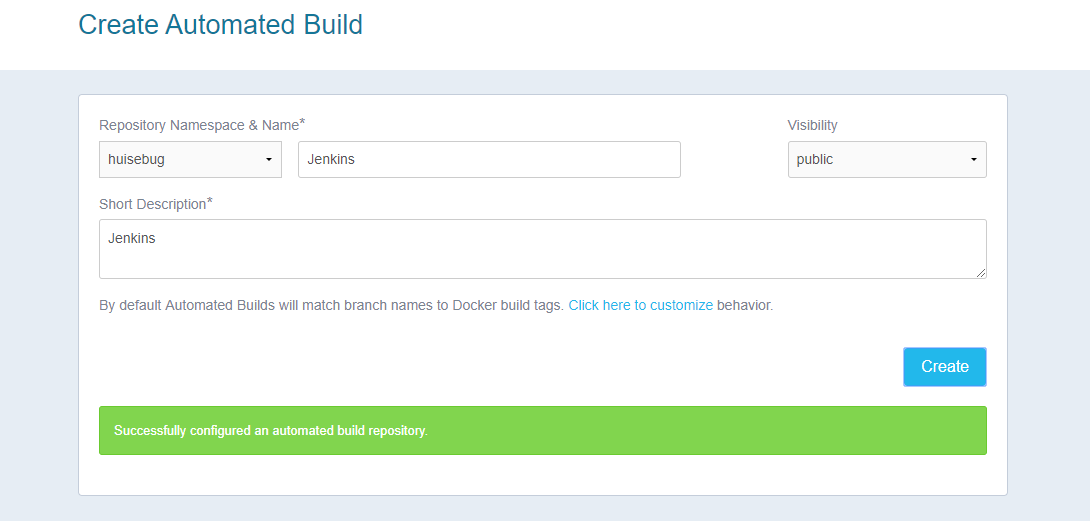 Create Automated Build
Repository Namespace & Name* Visibility
huisebug Jenkins public
Short Description*
Jenkins
By default Automated Builds will match branch names to Docker build tags. Click here to customize behavior.
Create
Successfully configured an automated build repository.